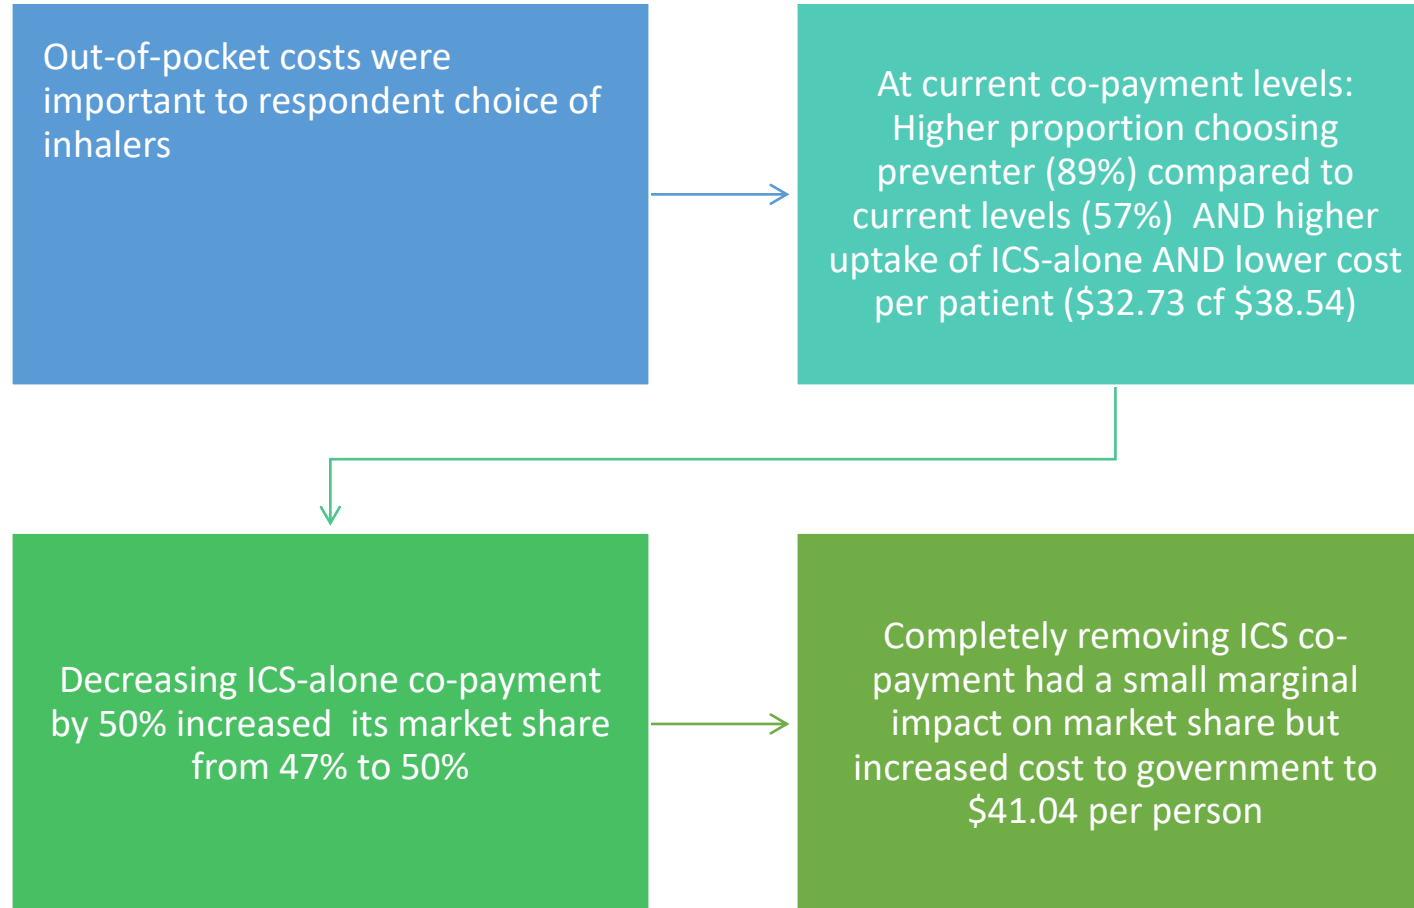 Out-of-pocket costs were
important to respondent choice of
inhalers
At current co-payment levels:
Higher proportion choosing
preventer (89%) compared to
current levels (57%)  AND higher
uptake of ICS-alone AND lower cost
per patient ($32.73 cf $38.54)
Decreasing ICS-alone co-payment
by 50% increased  its market share
from 47% to 50%
Completely removing ICS co-
payment had a small marginal
impact on market share but
increased cost to government to
$41.04 per person